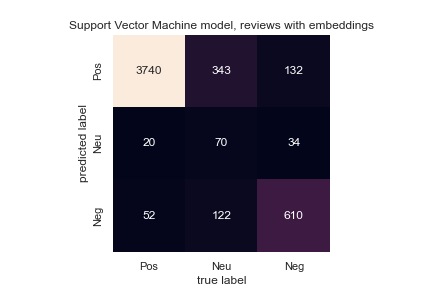 Support Vector Machine model, reviews with embeddings
predicted label
Pos
3740 343 132
Neu
20 70 34
Neg
52 122 610
Pos Neu Neg
true label